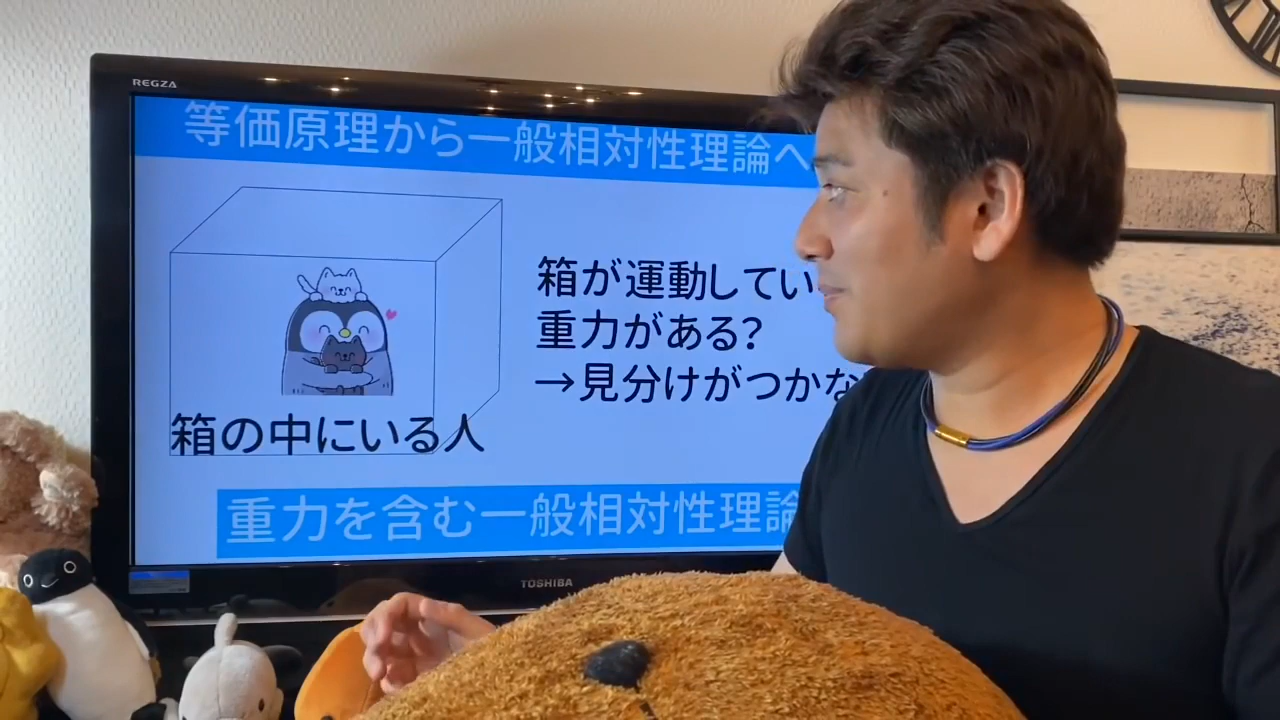 REGZA
等価原理から一般相対性理論へ
箱が運動してい
重力がある?
→見分けがつかな
箱の中にいる人
重力を含む一般相対性理論
TOSHIBA